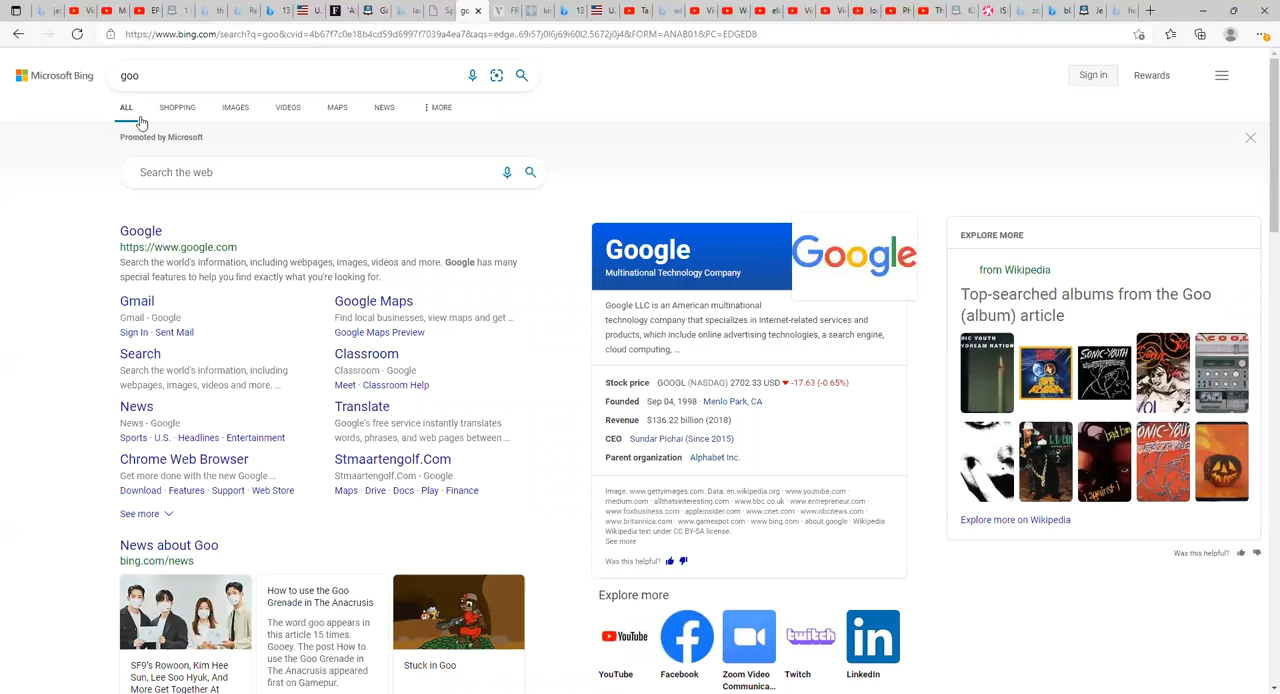 https://www.bing.com/search?q=goo&cvid=4b67f7c0e18b4cd59d6997f7039a4ea7&aqs=edge..69i57j0l6j69i60l2.5672j0j4&FORM=ANAB01&PC=EDGEDB
Microsoft Bing
goo
Sign in
Rewards
ALL
SHOPPING
IMAGES
VIDEOS
MAPS
NEWS
MORE
Promoted by Microsoft
Search the web
Google
https://www.google.com
Search the world's information, including webpages, images, videos and more. Google has many
special features to help you find exactly what you're looking for.
Gmail
Gmail - Google
Sign In · Sent Mail
Google Maps
Find local businesses, view maps and get ...
Google Maps Preview
Search
Search the world's information, including
webpages, images, videos and more. ...
Classroom
Classroom - Google
Meet · Classroom Help
News
News - Google
Sports · U.S. · Headlines · Entertainment
Translate
Google's free service instantly translates
words, phrases, and web pages between ...
Chrome Web Browser
Get more done with the new Google ...
Download · Features · Support · Web Store
Stmaartengolf.Com
Stmaartengolf.Com - Google
Maps · Drive · Docs · Play · Finance
See more
News about Goo
bing.com/news
SF9's Rowoon, Kim Hee
Sun, Lee Soo Hyuk, And
More Get Together At
How to use the Goo
Grenade in The Anacrusis
The word goo appears in
this article 15 times.
Gooey. The post How to
use the Goo Grenade in
The Anacrusis appeared
first on Gamepur.
Stuck in Goo
Google
Multinational Technology Company
Google
Google LLC is an American multinational
technology company that specializes in Internet-related services and
products, which include online advertising technologies, a search engine,
cloud computing, ...
Stock price GOOGL (NASDAQ) 2702.33 USD ▼ -17.63 (-0.65%)
Founded Sep 04, 1998 · Menlo Park, CA
Revenue $136.22 billion (2018)
CEO Sundar Pichai (Since 2015)
Parent organization Alphabet Inc.
Image: www.gettyimages.com. Data: en.wikipedia.org · www.youtube.com ·
medium.com · allthatsinteresting.com · www.bbc.co.uk · www.entrepreneur.com ·
www.foxbusiness.com · appleinsider.com · www.cnet.com · www.nbcnews.com ·
www.britannica.com · www.gamespot.com · www.bing.com · about.google · Wikipedia
Wikipedia text under CC BY-SA license.
See more
Was this helpful?
Explore more
YouTube
twitch
in
YouTube
Facebook
Zoom Video
Communica...
Twitch
LinkedIn
EXPLORE MORE
from Wikipedia
Top-searched albums from the Goo
(album) article
SONIC-YOUTH
Explore more on Wikipedia
Was this helpful?